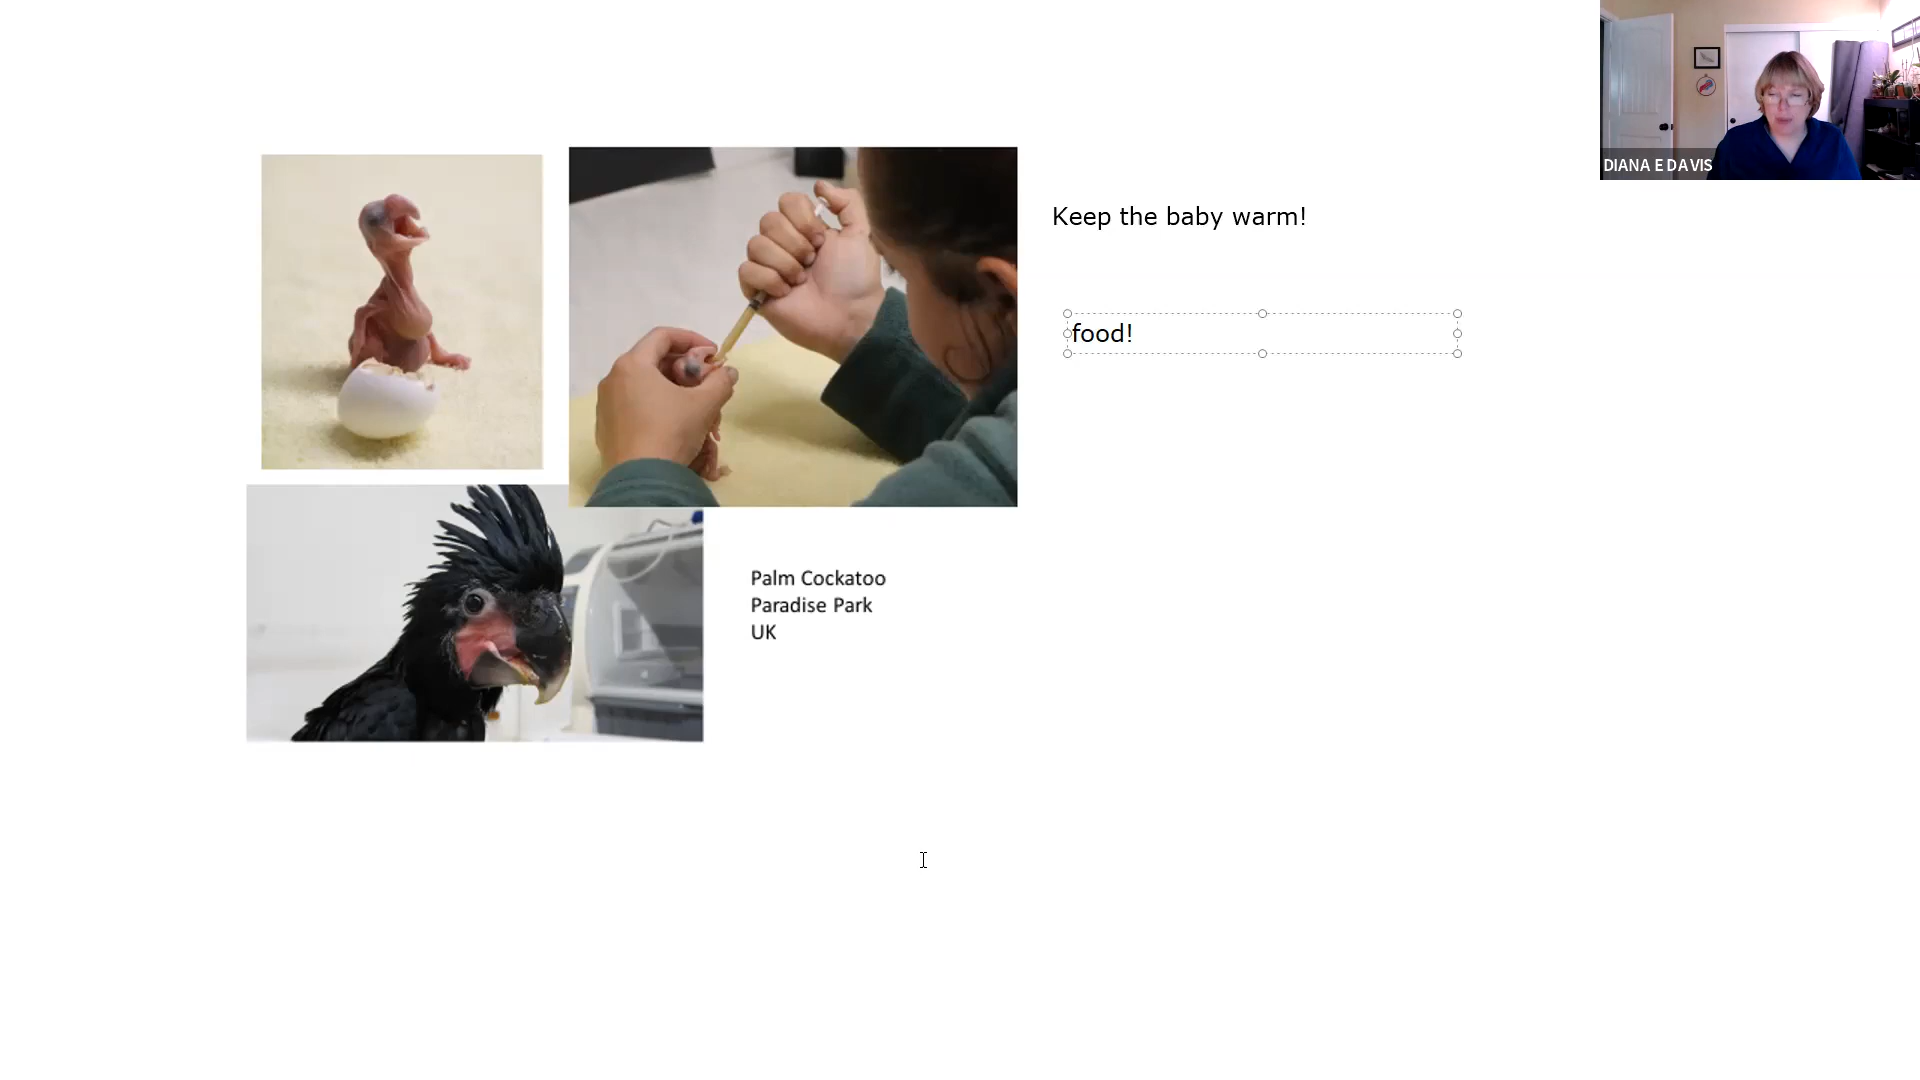 DIANA E DAVIS
Keep the baby warm!
food!
Palm Cockatoo
Paradise Park
UK